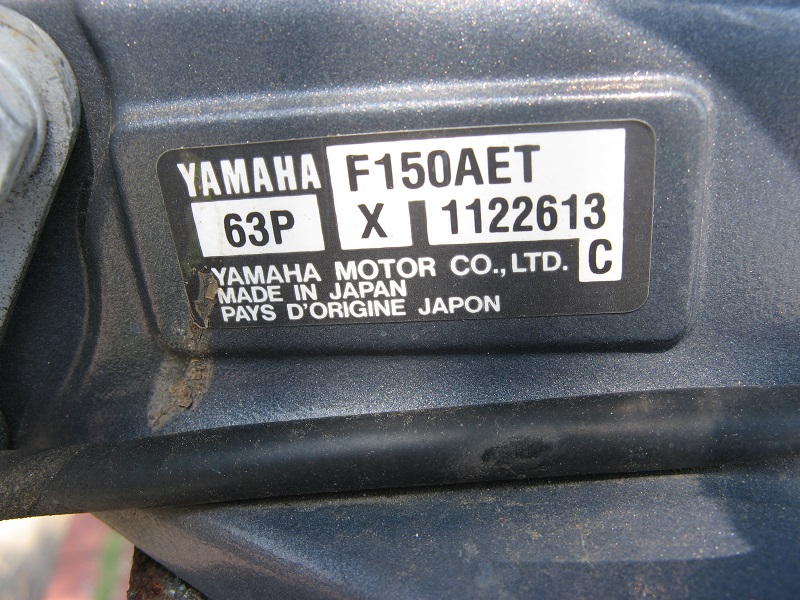 YAMAHA F150AET
63P X 1122613
YAMAHA MOTOR CO., LTD. C
MADE IN JAPAN
PAYS D'ORIGINE JAPON